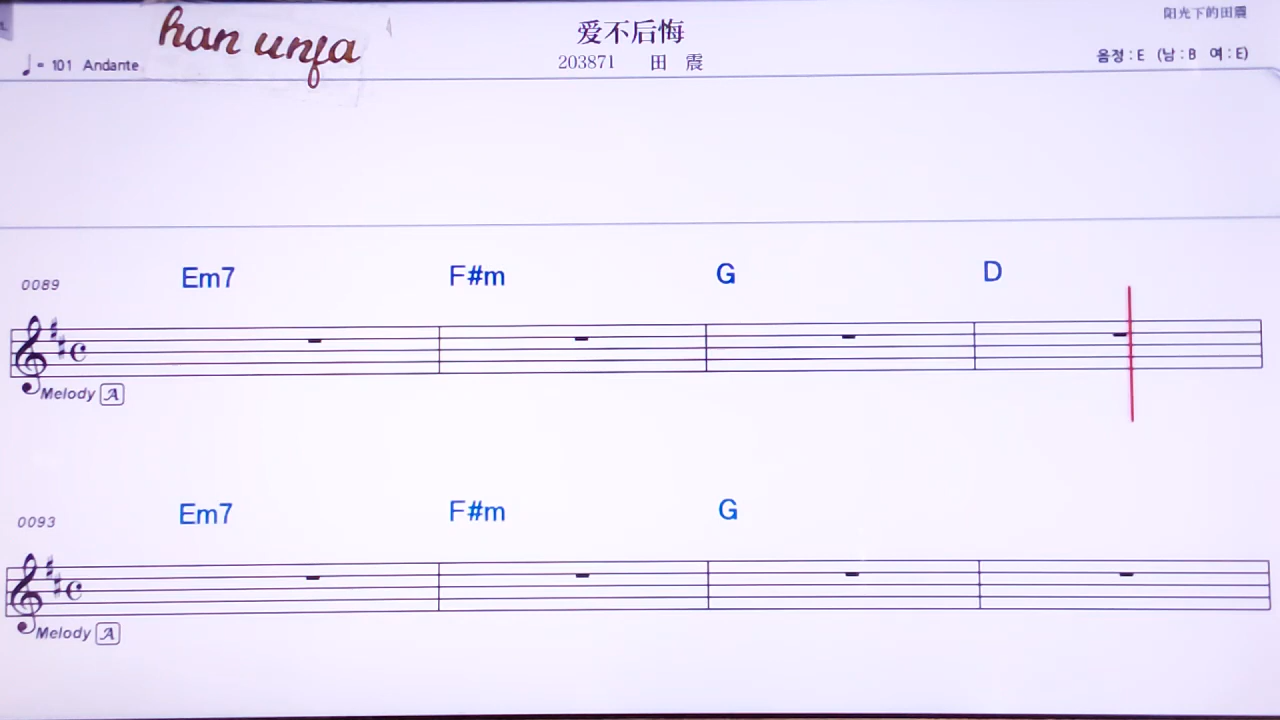 阳光下的田震
han unfa
爱不后悔
♩= 101 Andante
203871 田 震
음정 : E (남 : B 여 : E)
0089 Em7 F#m G D
Melody A
0093 Em7 F#m G
Melody A